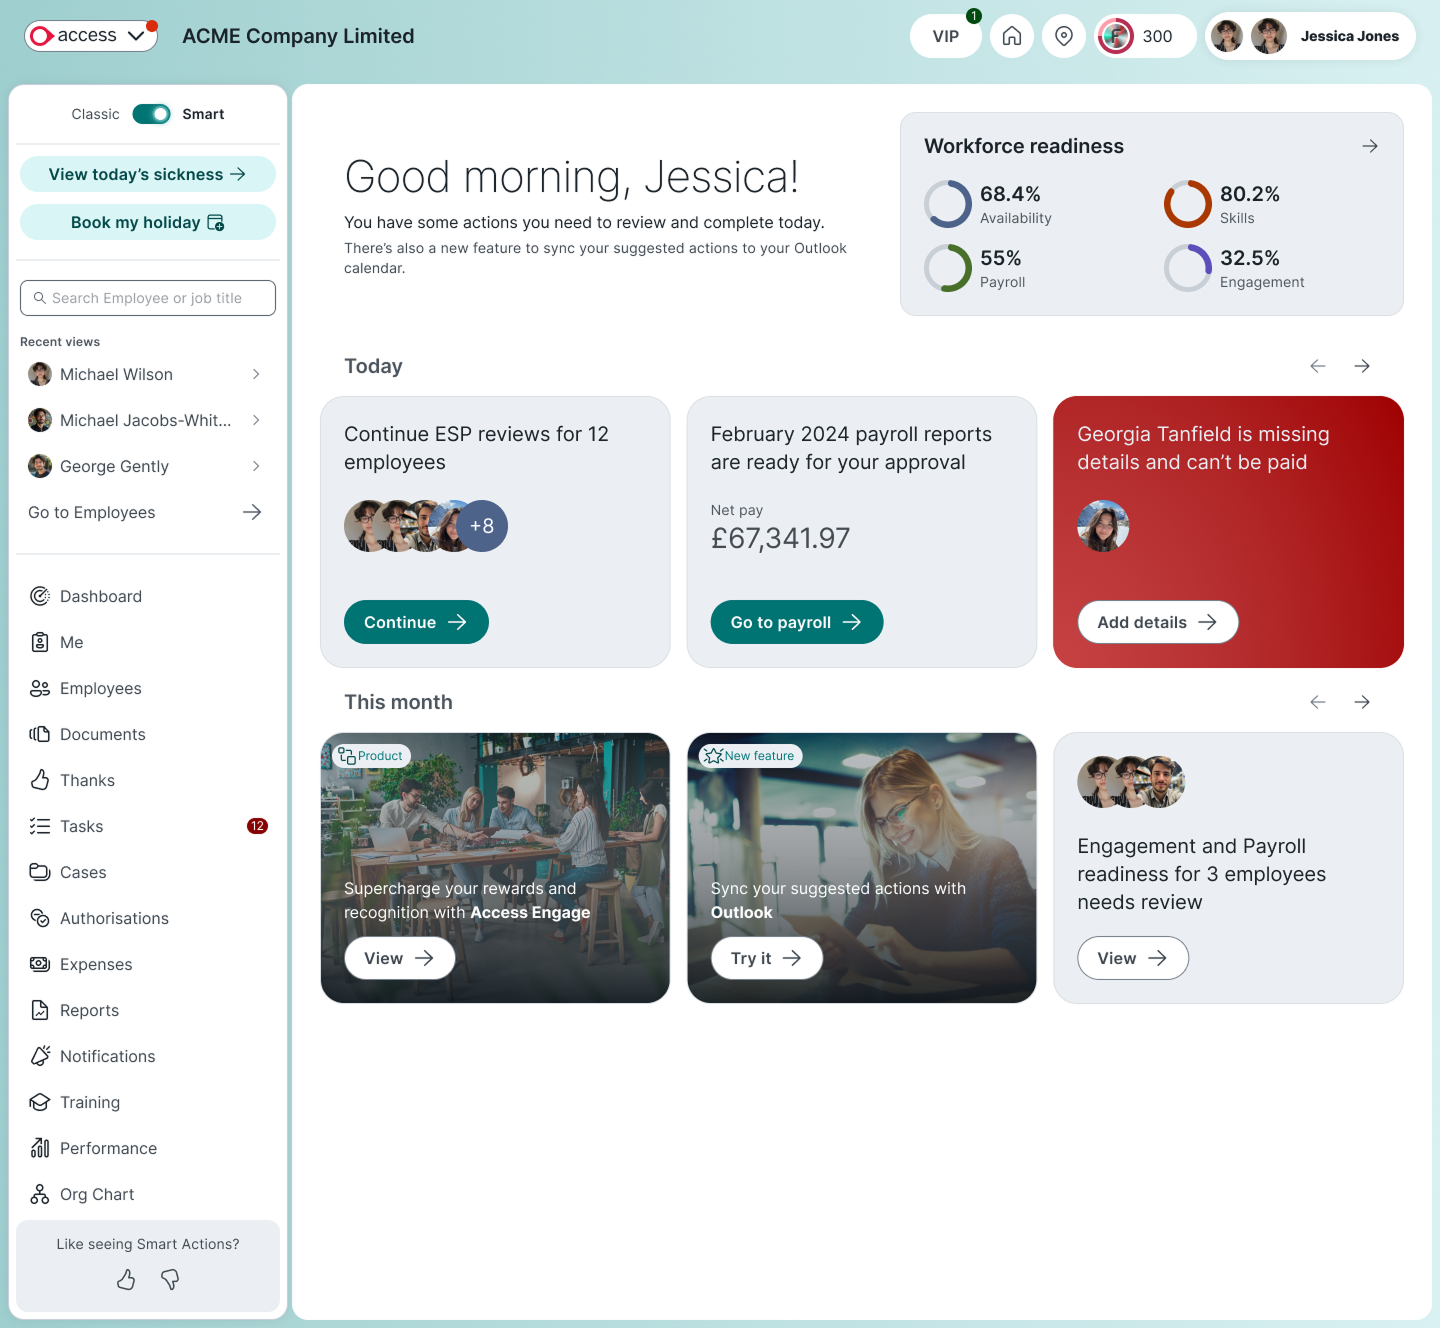 access
ACME Company Limited
VIP
1
300
Jessica Jones
Classic
Smart
View today's sickness
Book my holiday
Search Employee or job title
Recent views
Michael Wilson
Michael Jacobs-Whit...
George Gently
Go to Employees
Dashboard
Me
Employees
Documents
Thanks
Tasks
12
Cases
Authorisations
Expenses
Reports
Notifications
Training
Performance
Org Chart
Like seeing Smart Actions?
Good morning, Jessica!
You have some actions you need to review and complete today.
There's also a new feature to sync your suggested actions to your Outlook
calendar.
Workforce readiness
68.4%
Availability
80.2%
Skills
55%
Payroll
32.5%
Engagement
Today
Continue ESP reviews for 12
employees
+8
Continue
February 2024 payroll reports
are ready for your approval
Net pay
£67,341.97
Go to payroll
Georgia Tanfield is missing
details and can't be paid
Add details
This month
Product
Supercharge your rewards and
recognition with Access Engage
View
New feature
Sync your suggested actions with
Outlook
Try it
Engagement and Payroll
readiness for 3 employees
needs review
View